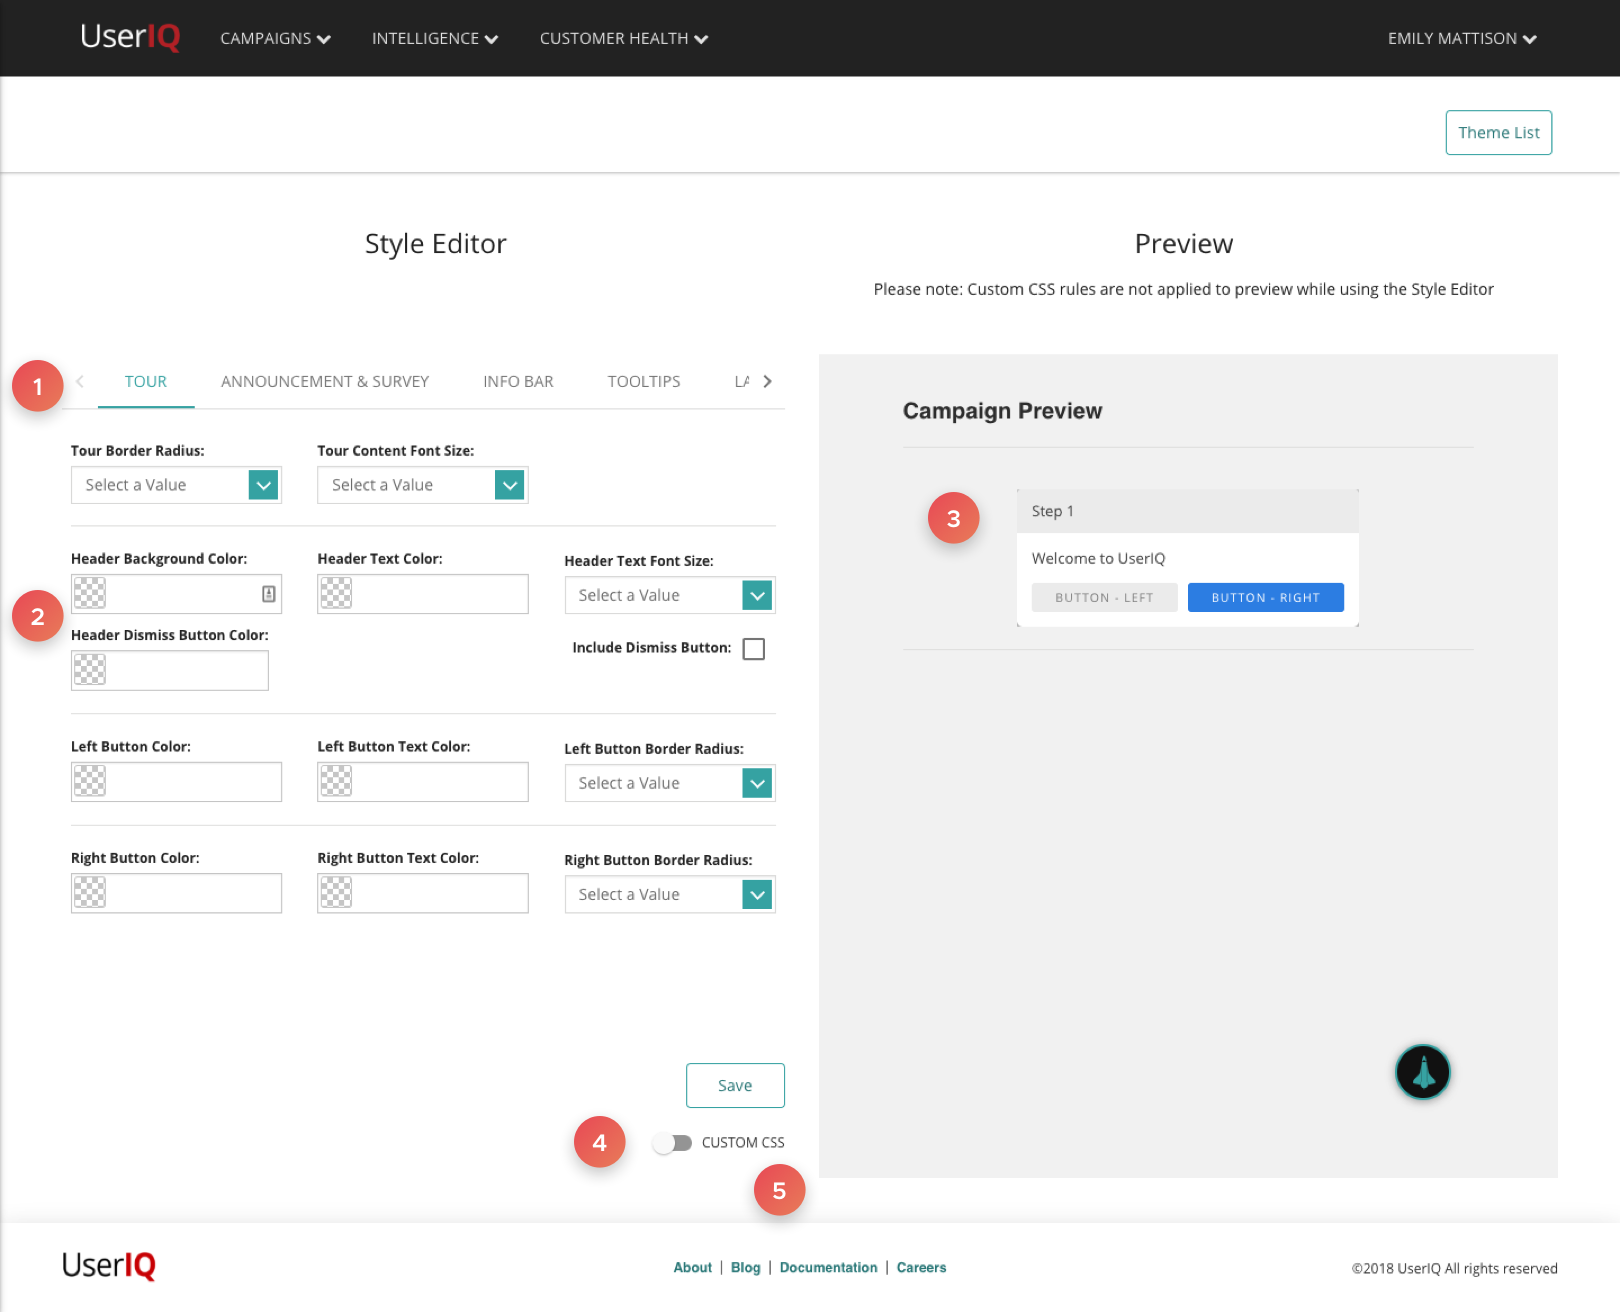 UserIQ
CAMPAIGNS
INTELLIGENCE
CUSTOMER HEALTH
EMILY MATTISON
Theme List
Style Editor
Preview
Please note: Custom CSS rules are not applied to preview while using the Style Editor
1
TOUR
ANNOUNCEMENT & SURVEY
INFO BAR
TOOLTIPS
LA
Tour Border Radius:
Tour Content Font Size:
Select a Value
Select a Value
Header Background Color:
Header Text Color:
Header Text Font Size:
Select a Value
2
Header Dismiss Button Color:
Include Dismiss Button:
Left Button Color:
Left Button Text Color:
Left Button Border Radius:
Select a Value
Right Button Color:
Right Button Text Color:
Right Button Border Radius:
Select a Value
Save
4
CUSTOM CSS
5
Campaign Preview
3
Step 1
Welcome to UserIQ
BUTTON - LEFT
BUTTON - RIGHT
UserIQ
About | Blog | Documentation | Careers
©2018 UserIQ All rights reserved